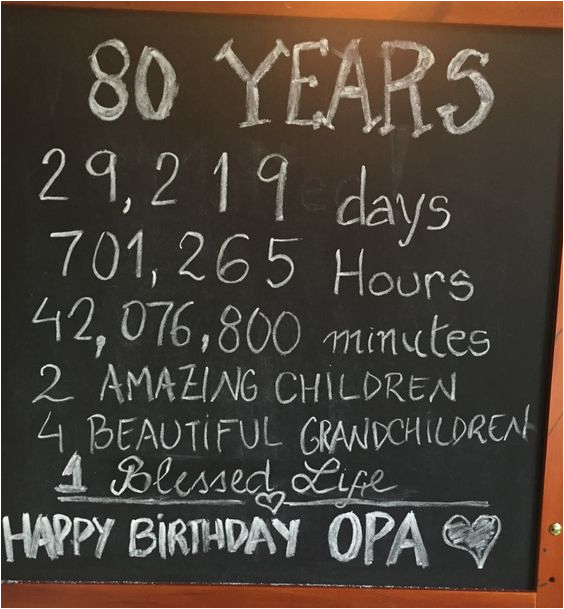 80 YEARS
29,219 days
701,265 Hours
42,076,800 minutes
2 AMAZING CHILDREN
4 BEAUTIFUL GRANDCHILDREN
1 Blessed Life
HAPPY BIRTHDAY OPA